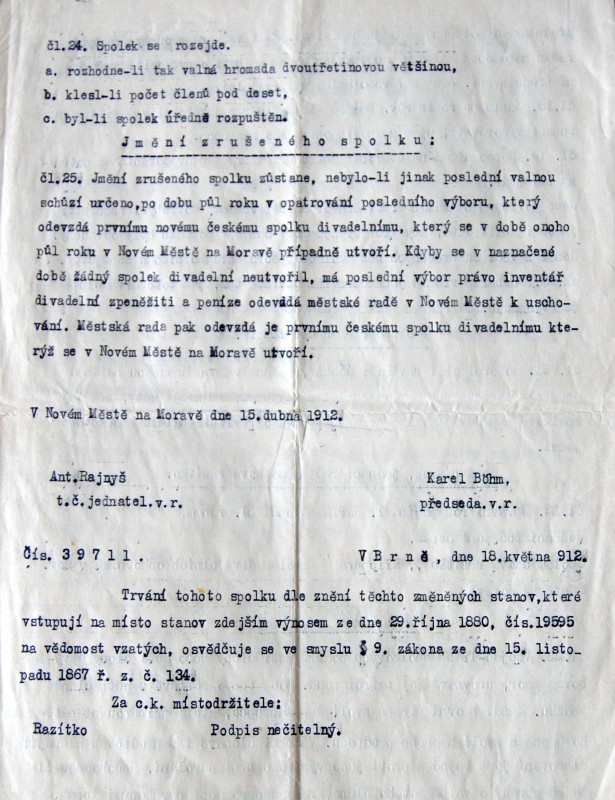 čl.24. Spolek se rozejde.
a. rozhodne-li tak valná hromada dvoutřetinovou většinou,
b. klesl-li počet členů pod deset,
c. byl-li spolek úředně rozpuštěn.
Jmění zrušeného spolku:
čl.25. Jmění zrušeného spolku zůstane, nebylo-li jinak poslední valnou
schůzí určeno,po dobu půl roku v opatrování posledního výboru, který
odevzdá prvnímu novému českému spolku divadelnímu, který se v době onoho
půl roku v Novém Městě na Moravě případně utvoří. Kdyby se v naznačené
době žádný spolek divadelní neutvořil, má poslední výbor právo inventář
divadelní zpeněžiti a peníze odevddá městské radě v Novém Městě k uscho-
vání. Městská rada pak odevzdá je prvnímu českému spolku divadelnímu kte-
rýž se v Novém Městě na Moravě utvoří.
V Novém Městě na Moravě dne 15.dubna 1912.
Ant.Rajnyš
Karel Böhm,
t.č.jednatel.v.r.
předseda.v.r.
Čís. 39711.
V Brně, dne 18.května 912.
Trvání tohoto spolku dle znění těchto změněných stanov,které
vstupují na místo stanov zdejším výnosem ze dne 29.října 1880, čís.19595
na vědomost vzatých, osvědčuje se ve smyslu § 9. zákona ze dne 15. listo-
padu 1867 ř. z. č. 134.
Za c.k. místodržitele:
Razítko
Podpis nečitelný.